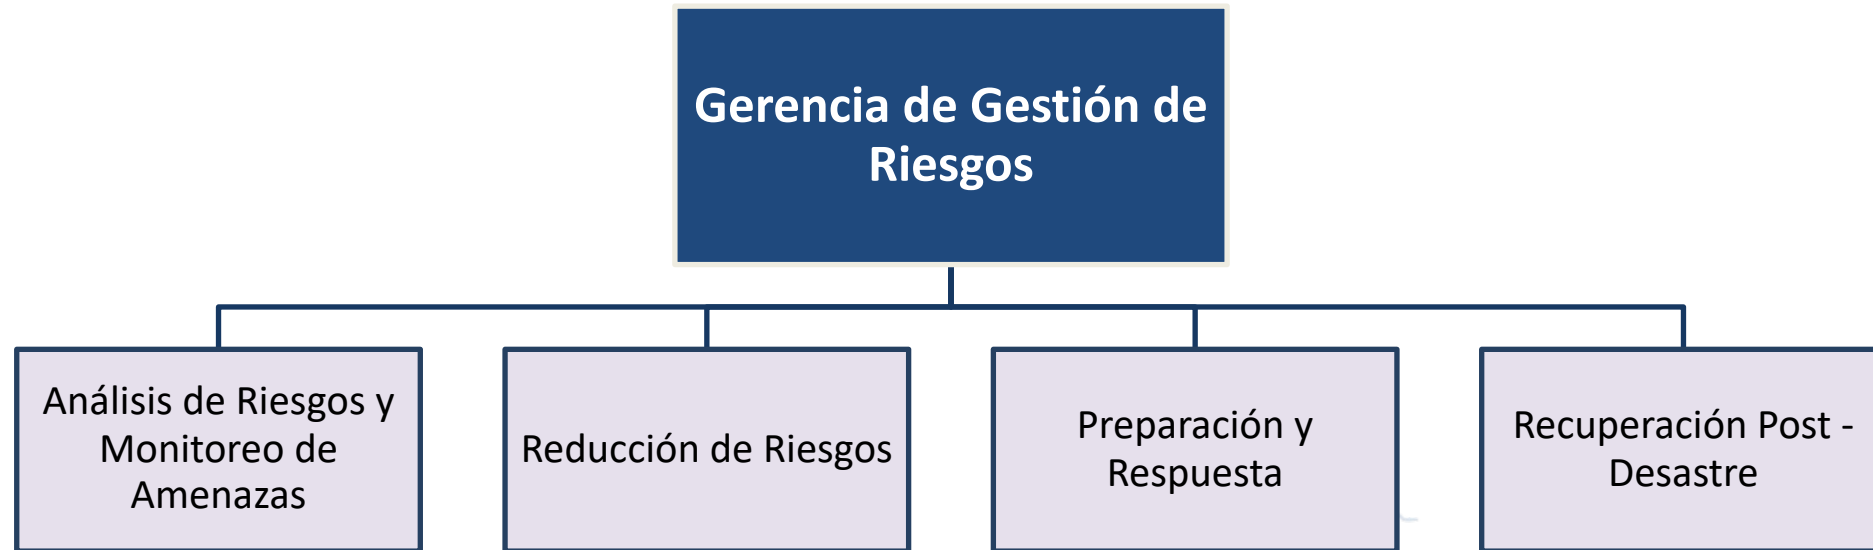 Gerencia de Gestión de
Riesgos
Análisis de Riesgos y
Monitoreo de
Amenazas
Reducción de Riesgos
Preparación y
Respuesta
Recuperación Post -
Desastre